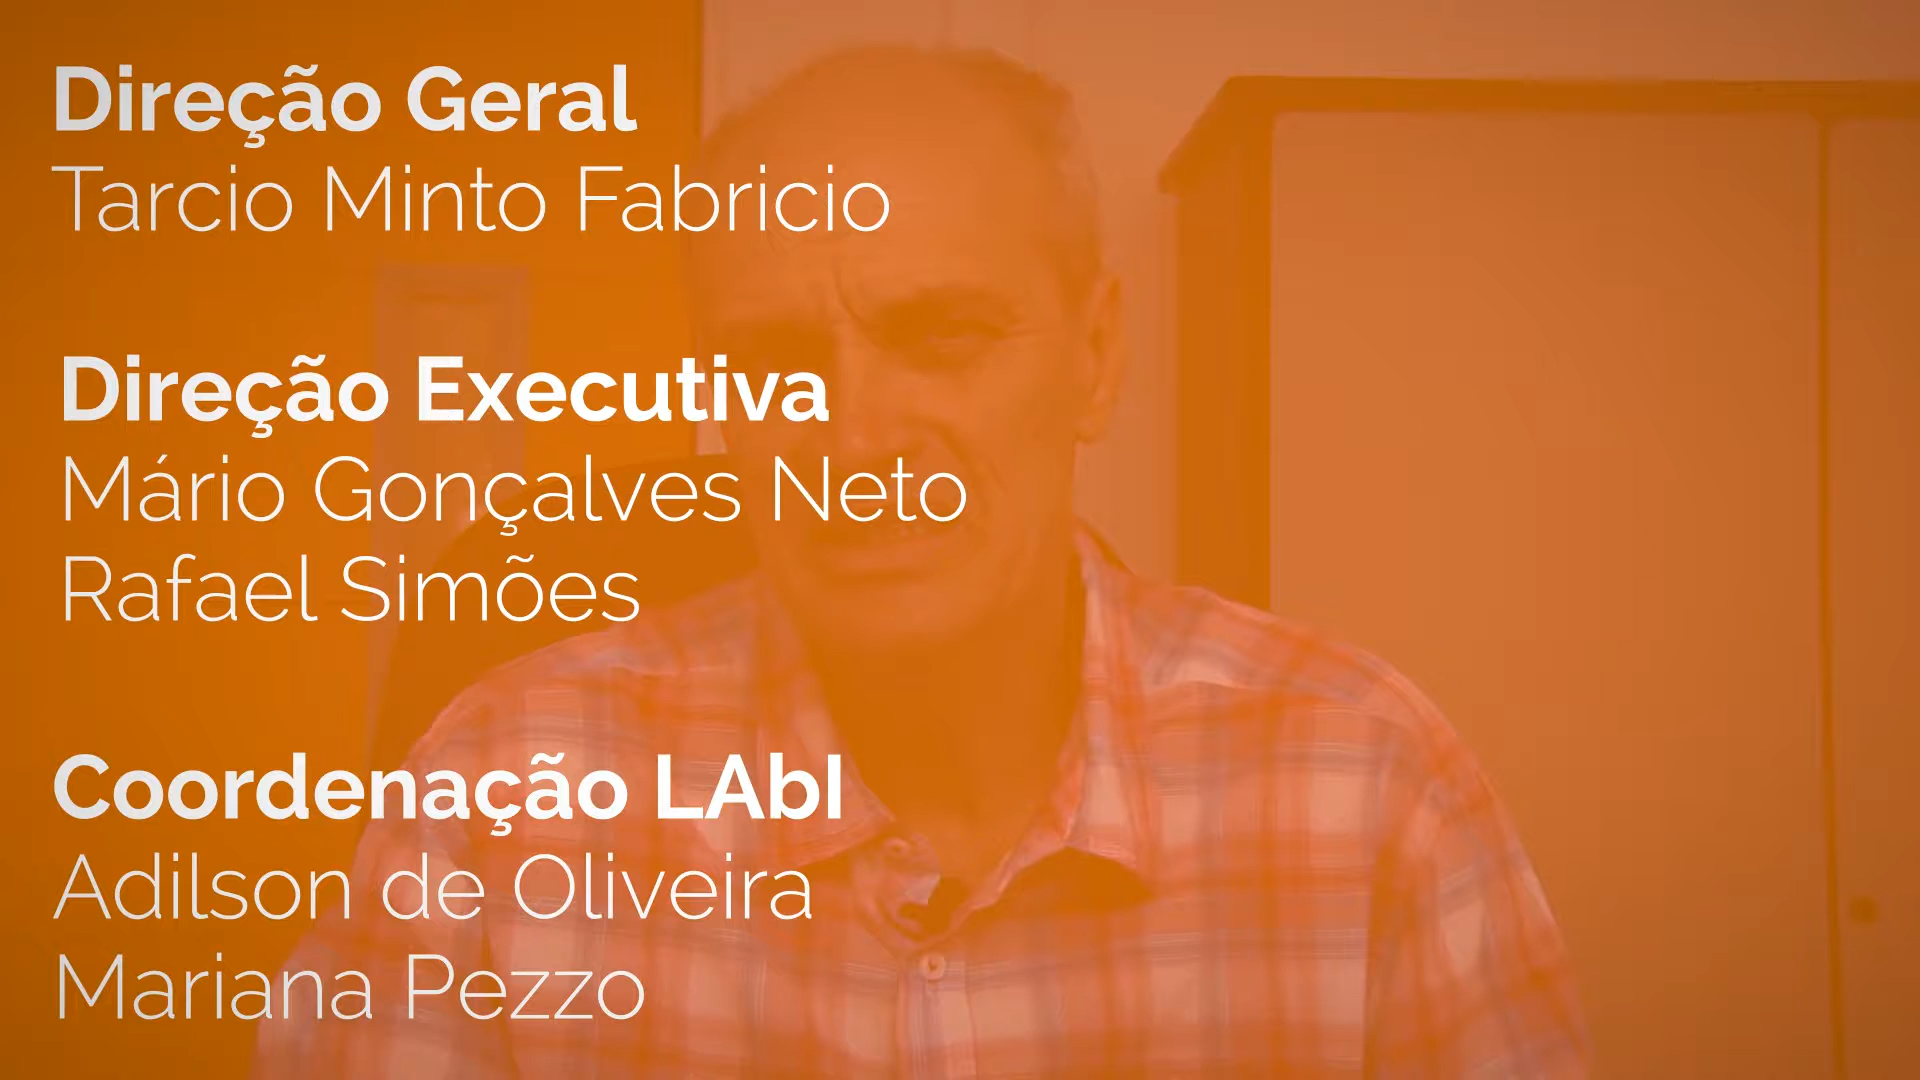 Direção Geral
Tarcio Minto Fabricio
Direção Executiva
Mário Gonçalves Neto
Rafael Simões
Coordenação LAbI
Adilson de Oliveira
Mariana Pezzo